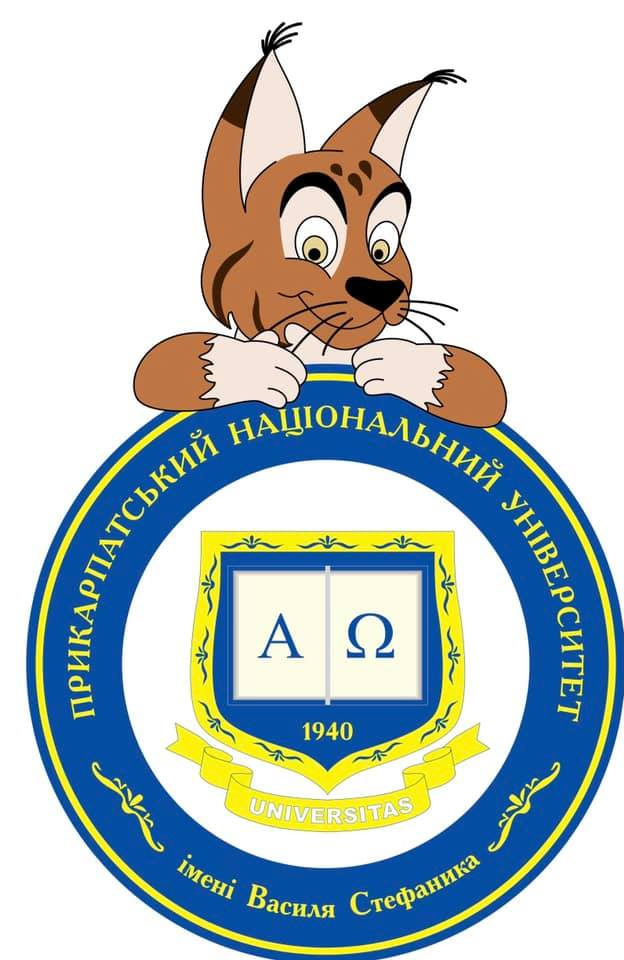 ПРИКАРПАТСЬКИЙ НАЦІОНАЛЬНИЙ УНІВЕРСИТЕТ
Α Ω
1940
UNIVERSITAS
імені Василя Стефаника